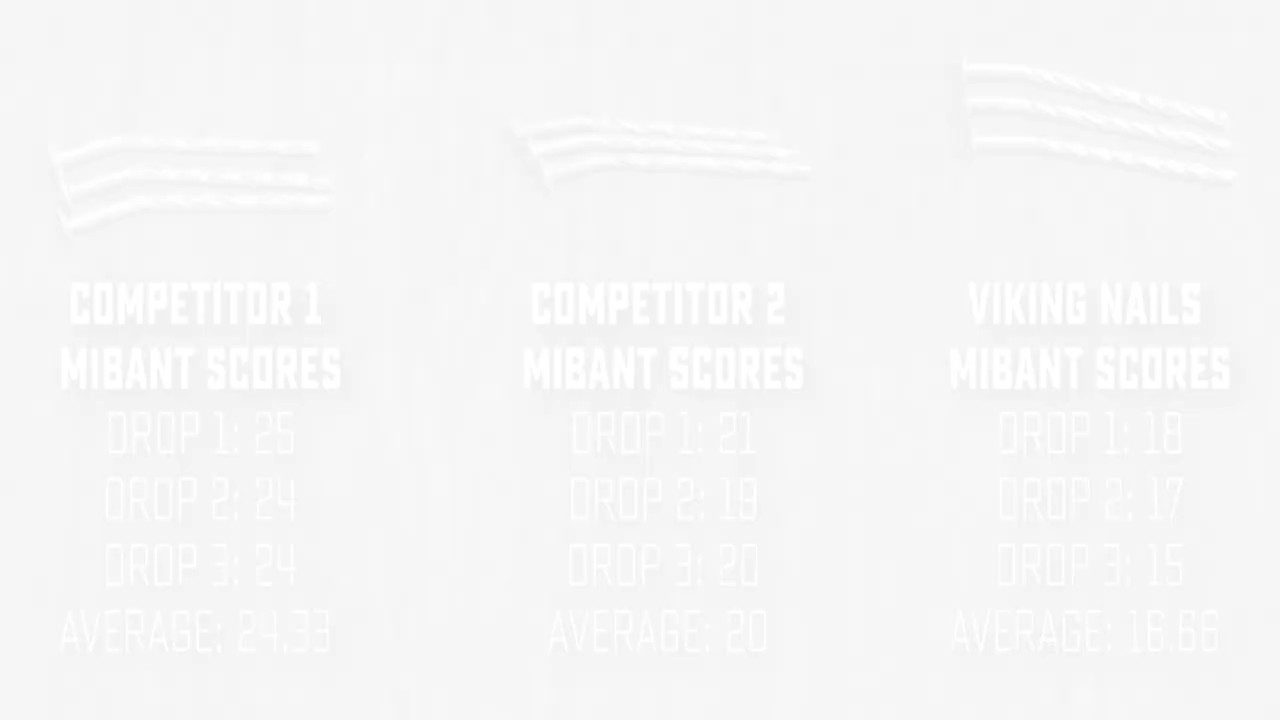 COMPETITOR 1
MIBANT SCORES
DROP 1: 25
DROP 2: 24
DROP 3: 24
AVERAGE: 24.33
COMPETITOR 2
MIBANT SCORES
DROP 1: 21
DROP 2: 19
DROP 3: 20
AVERAGE: 20
VIKING NAILS
MIBANT SCORES
DROP 1: 18
DROP 2: 17
DROP 3: 15
AVERAGE: 16.66